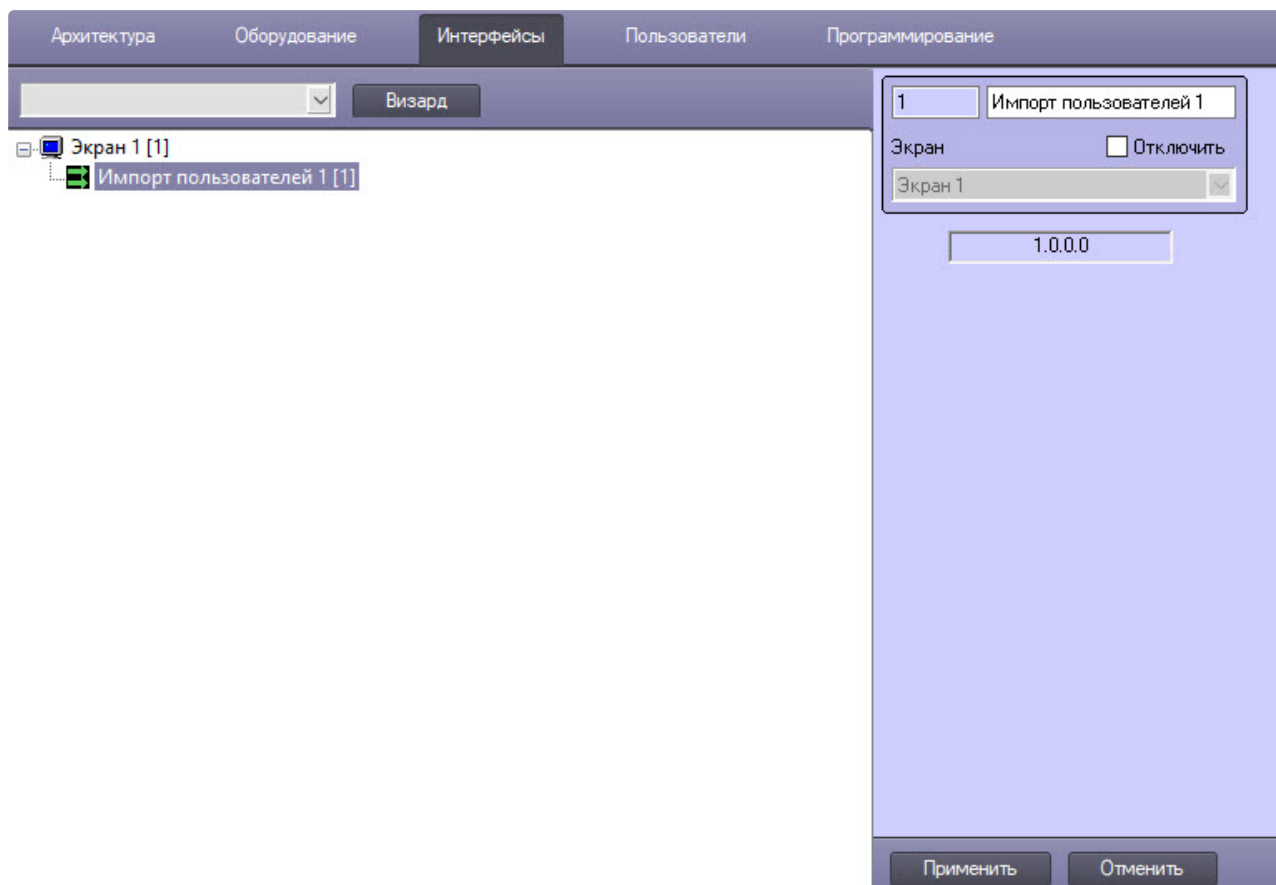 Архитектура Оборудование Интерфейсы Пользователи Программирование
Визард
Экран 1 [1]
Импорт пользователей 1 [1]
1 Импорт пользователей 1
Экран Отключить
Экран 1
1.0.0.0
Применить Отменить